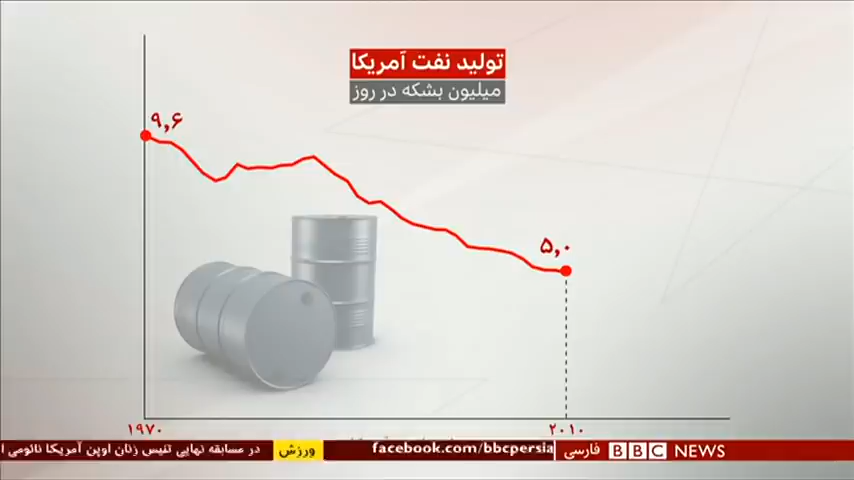 تولید نفت آمریکا
میلیون بشکه در روز
۹,۶
۵,۰
۱۹۷۰
۲۰۱۰
در مسابقه نهایی تنیس زنان اوپن آمریکا نائومی ا
ورزش
facebook.com/bbcpersia
فارسی BBC NEWS